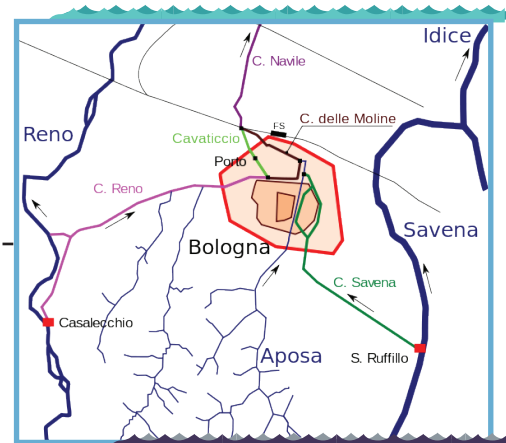 Idice
C. Navile
C. delle Moline
FS
Reno
Cavaticcio
Porto
C. Reno
Savena
Bologna
C. Savena
Casalecchio
Aposa
S. Ruffillo